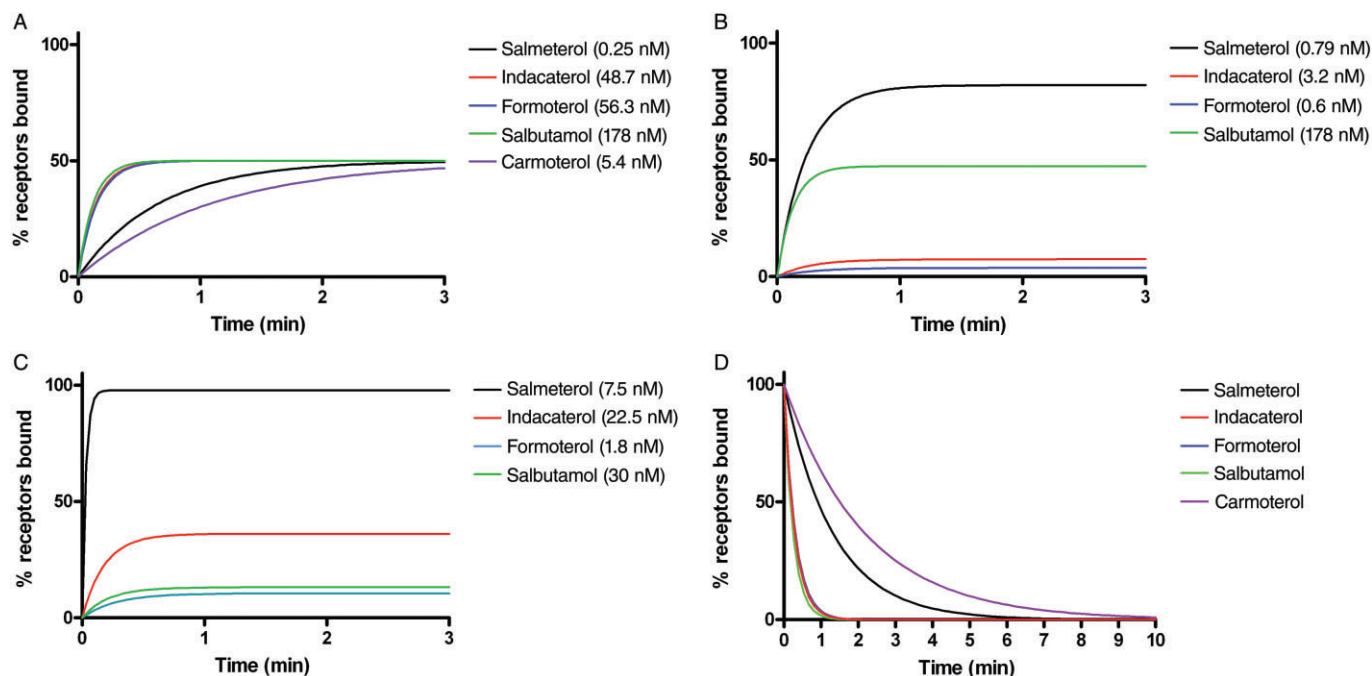 A
100
50
0
% receptors bound
0
1
2
3
Time (min)
Salmeterol (0.25 nM)
Indacaterol (48.7 nM)
Formoterol (56.3 nM)
Salbutamol (178 nM)
Carmoterol (5.4 nM)
B
100
50
0
% receptors bound
0
1
2
3
Time (min)
Salmeterol (0.79 nM)
Indacaterol (3.2 nM)
Formoterol (0.6 nM)
Salbutamol (178 nM)
C
100
50
0
% receptors bound
0
1
2
3
Time (min)
Salmeterol (7.5 nM)
Indacaterol (22.5 nM)
Formoterol (1.8 nM)
Salbutamol (30 nM)
D
100
50
0
% receptors bound
0 1 2 3 4 5 6 7 8 9 10
Time (min)
Salmeterol
Indacaterol
Formoterol
Salbutamol
Carmoterol